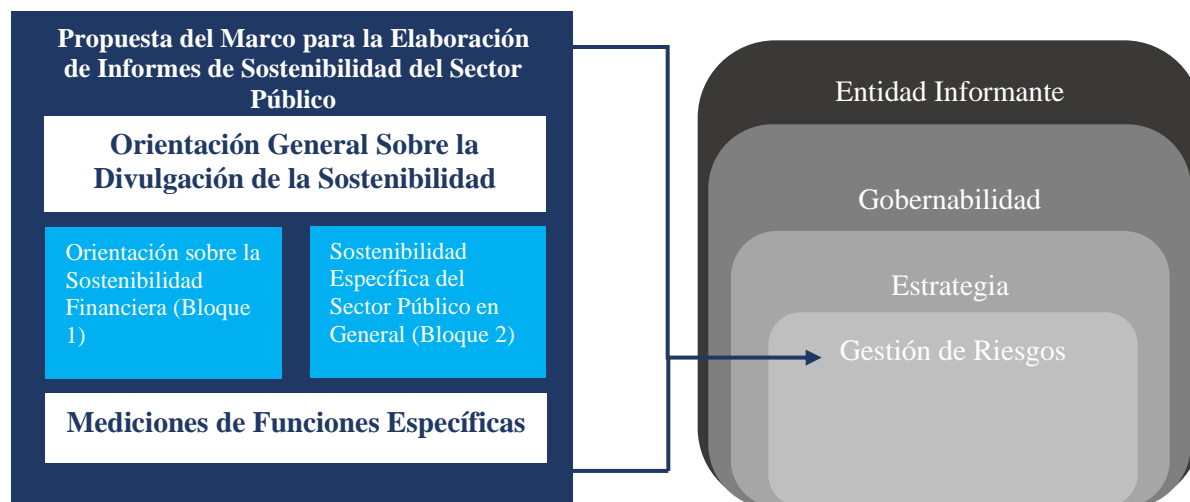 Propuesta del Marco para la Elaboración
de Informes de Sostenibilidad del Sector
Público
Orientación General Sobre la
Divulgación de la Sostenibilidad
Orientación sobre la
Sostenibilidad
Financiera (Bloque
1)
Sostenibilidad
Específica del
Sector Público en
General (Bloque 2)
Mediciones de Funciones Específicas
Entidad Informante
Gobernabilidad
Estrategia
Gestión de Riesgos